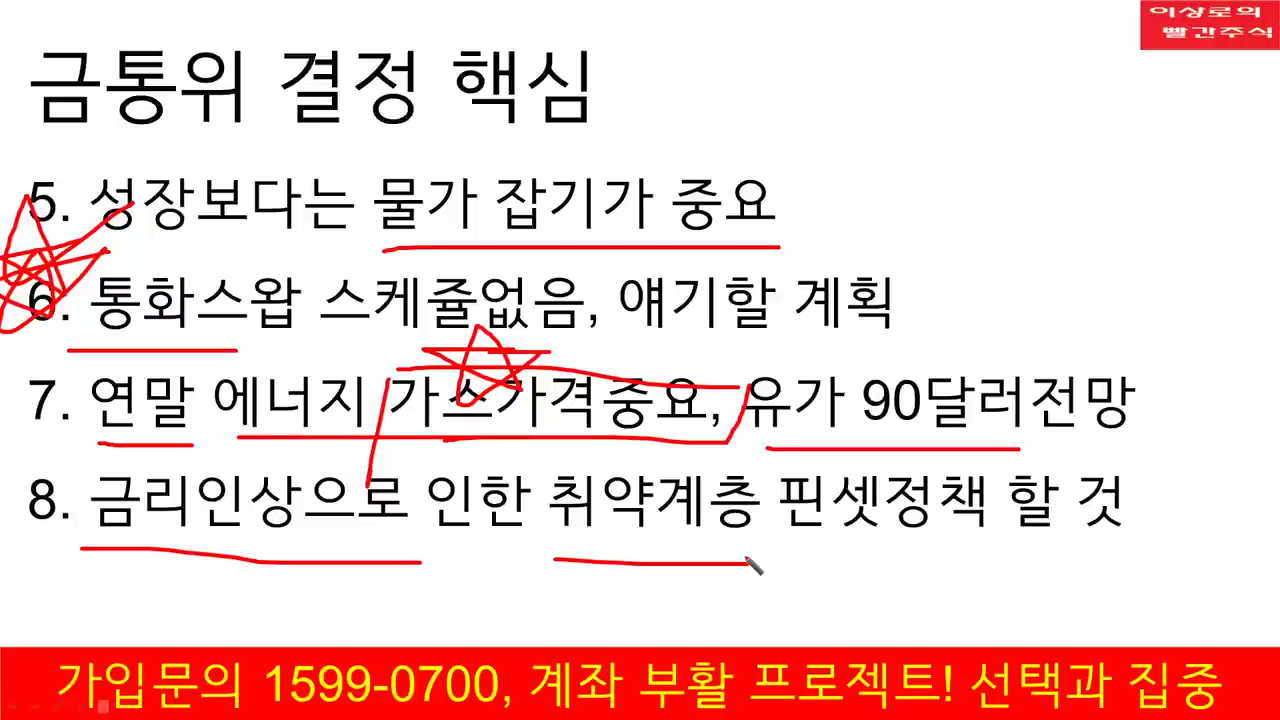 이상로의
빨간주식
금통위 결정 핵심
5. 성장보다는 물가 잡기가 중요
6. 통화스왑 스케쥴없음, 얘기할 계획
7. 연말 에너지 가스가격중요, 유가 90달러전망
8. 금리인상으로 인한 취약계층 핀셋정책 할 것
가입문의 1599-0700, 계좌 부활 프로젝트! 선택과 집중